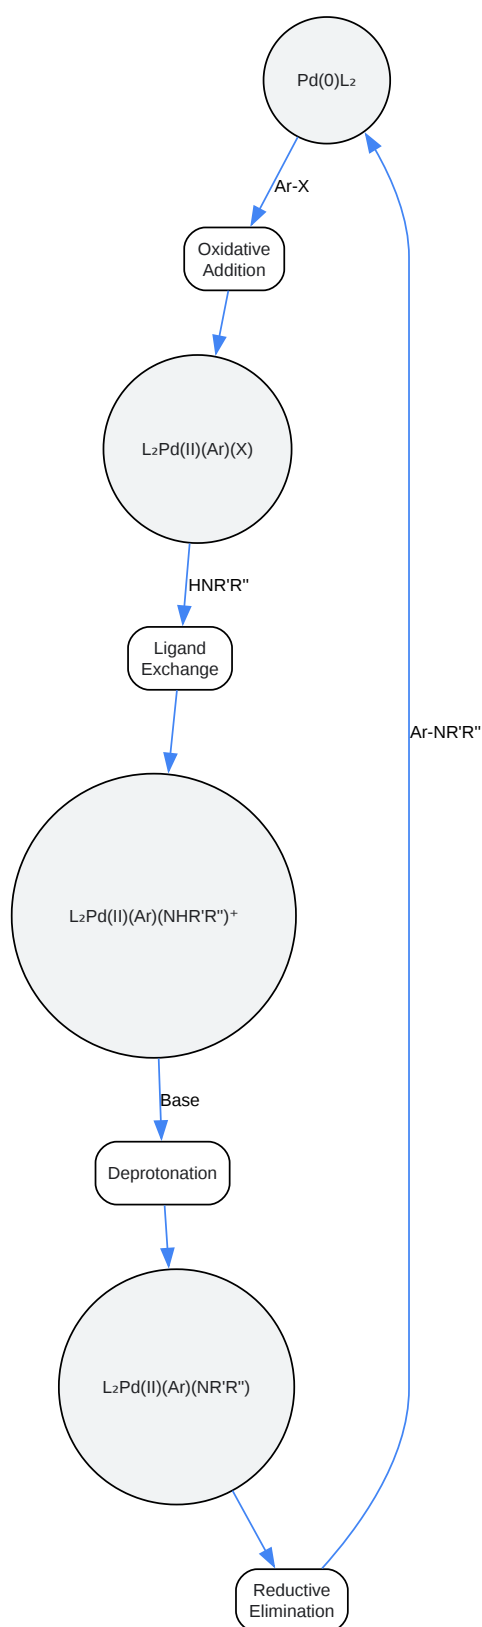 Pd(0)L₂
Ar-X
Oxidative
Addition
L₂Pd(II)(Ar)(X)
HNR'R"
Ligand
Exchange
Ar-NR'R"
L₂Pd(II)(Ar)(NHR'R")⁺
Base
Deprotonation
L₂Pd(II)(Ar)(NR'R")
Reductive
Elimination